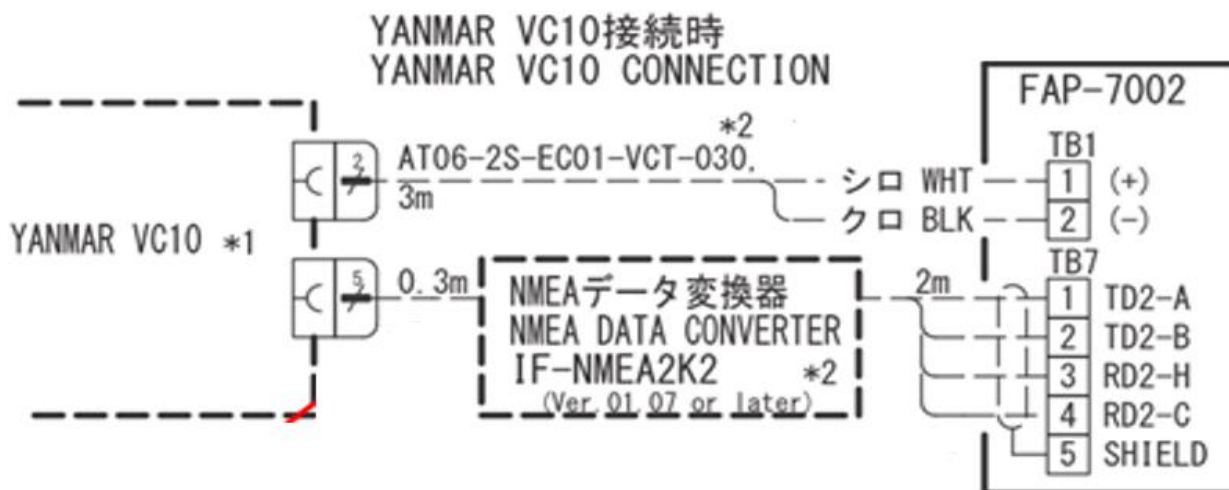 YANMAR VC10接続時
YANMAR VC10 CONNECTION
FAP-7002
*2
TB1
2
AT06-2S-EC01-VCT-030.
シロ WHT
1
(+)
3m
クロ BLK
2
(-)
YANMAR VC10 *1
TB7
5
0.3m
NMEAデータ変換器
2m
1
TD2-A
NMEA DATA CONVERTER
2
TD2-B
IF-NMEA2K2
*2
3
RD2-H
(Ver.01.07 or later)
4
RD2-C
5
SHIELD